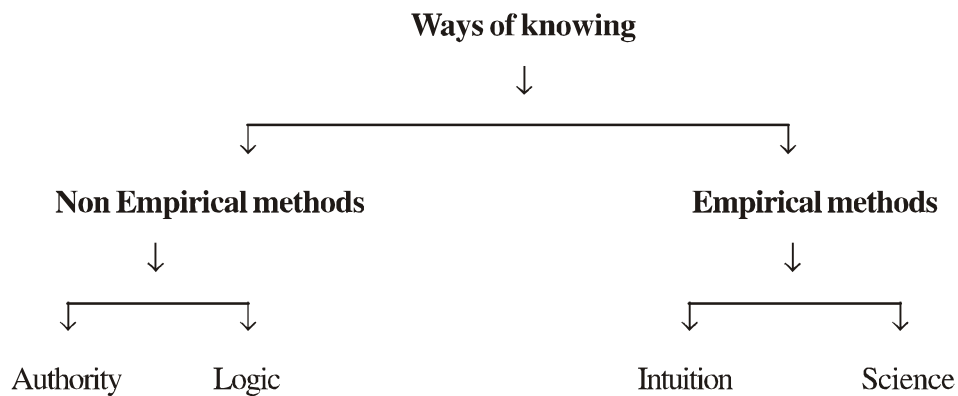 Ways of knowing
Non Empirical methods
Empirical methods
Authority
Logic
Intuition
Science